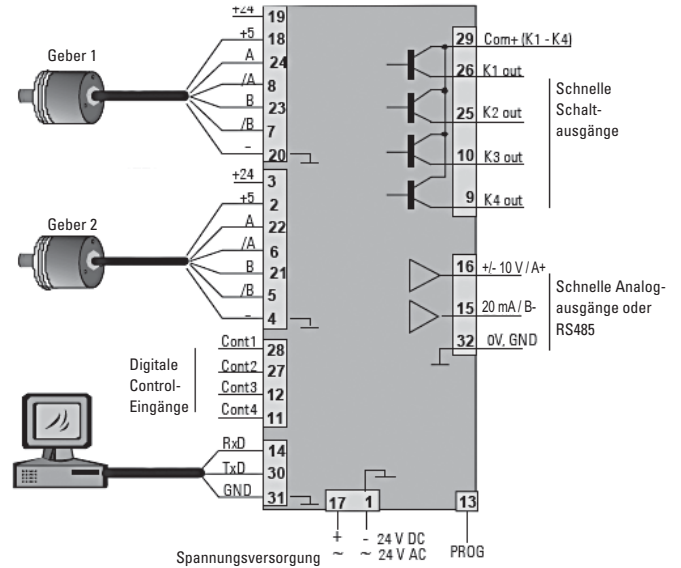 +24 19
+5 18
Geber 1
A 24
/A 8
B 23
/B 7
- 20
+24 3
+5 2
Geber 2
A 22
/A 6
B 21
/B 5
- 4
Cont1 28
Cont2 27
Cont3 12
Cont4 11
Digitale
Control-
Eingänge
RxD 14
TxD 30
GND 31
29 Com+ (K1 - K4)
26 K1 out
25 K2 out
10 K3 out
9 K4 out
Schnelle
Schalt-
ausgänge
16 +/- 10 V / A+
15 20 mA / B-
32 0V, GND
Schnelle Analog-
ausgänge oder
RS485
17 1
13
+ - 24 V DC
Spannungsversorgung ~ ~ 24 V AC
PROG